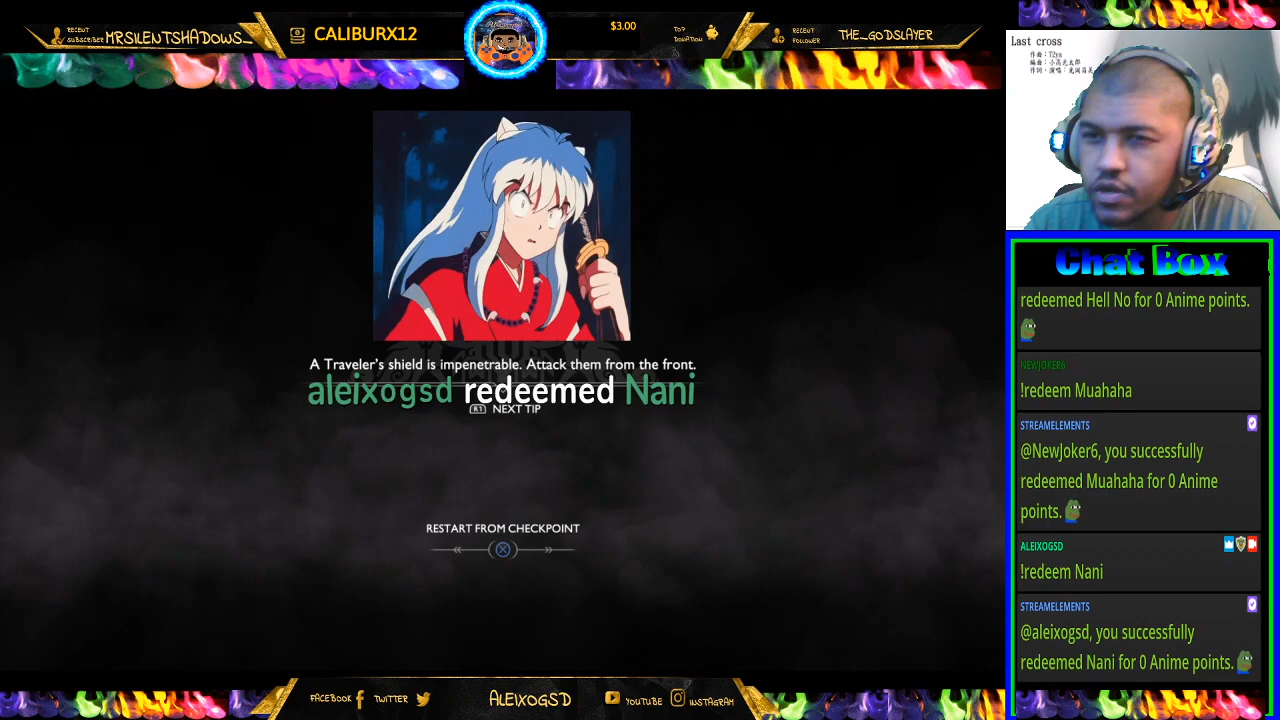 RECENT
SUBSCRIBER
MRSILENTSHADOWS_
CALIBURX12
$3.00
TOP
DONATION
RECENT
FOLLOWER
THE_G0DSLAYER
Last cross
A Traveler's shield is impenetrable. Attack them from the front.
aleixogsd redeemed Nani
R1 NEXT TIP
RESTART FROM CHECKPOINT
Chat Box
redeemed Hell No for 0 Anime points.
NEWJOKER6
!redeem Muahaha
STREAMELEMENTS
@NewJoker6, you successfully
redeemed Muahaha for 0 Anime
points.
ALEIXOGSD
!redeem Nani
STREAMELEMENTS
@aleixogsd, you successfully
redeemed Nani for 0 Anime points.
FACEBOOK
TWITTER
ALEIXOGSD
YOUTUBE
INSTAGRAM